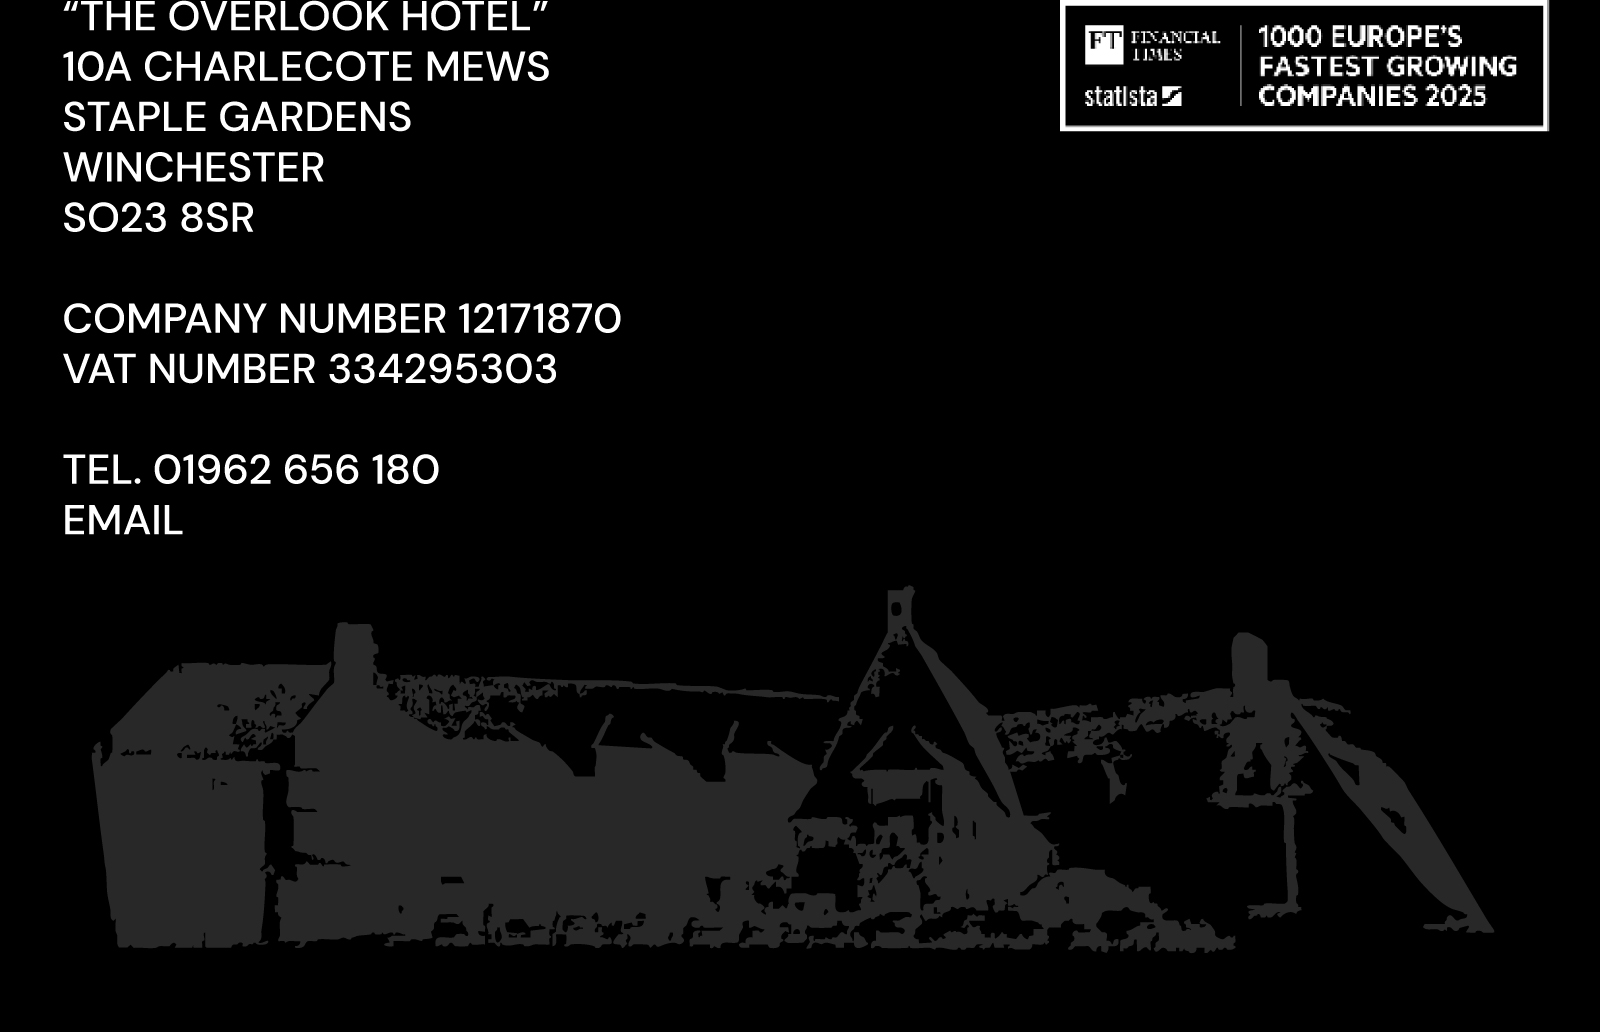 “THE OVERLOOK HOTEL”
10A CHARLECOTE MEWS
STAPLE GARDENS
WINCHESTER
SO23 8SR
COMPANY NUMBER 12171870
VAT NUMBER 334295303
TEL. 01962 656 180
EMAIL
FT FINANCIAL
TIMES
statista
1000 EUROPE'S
FASTEST GROWING
COMPANIES 2025